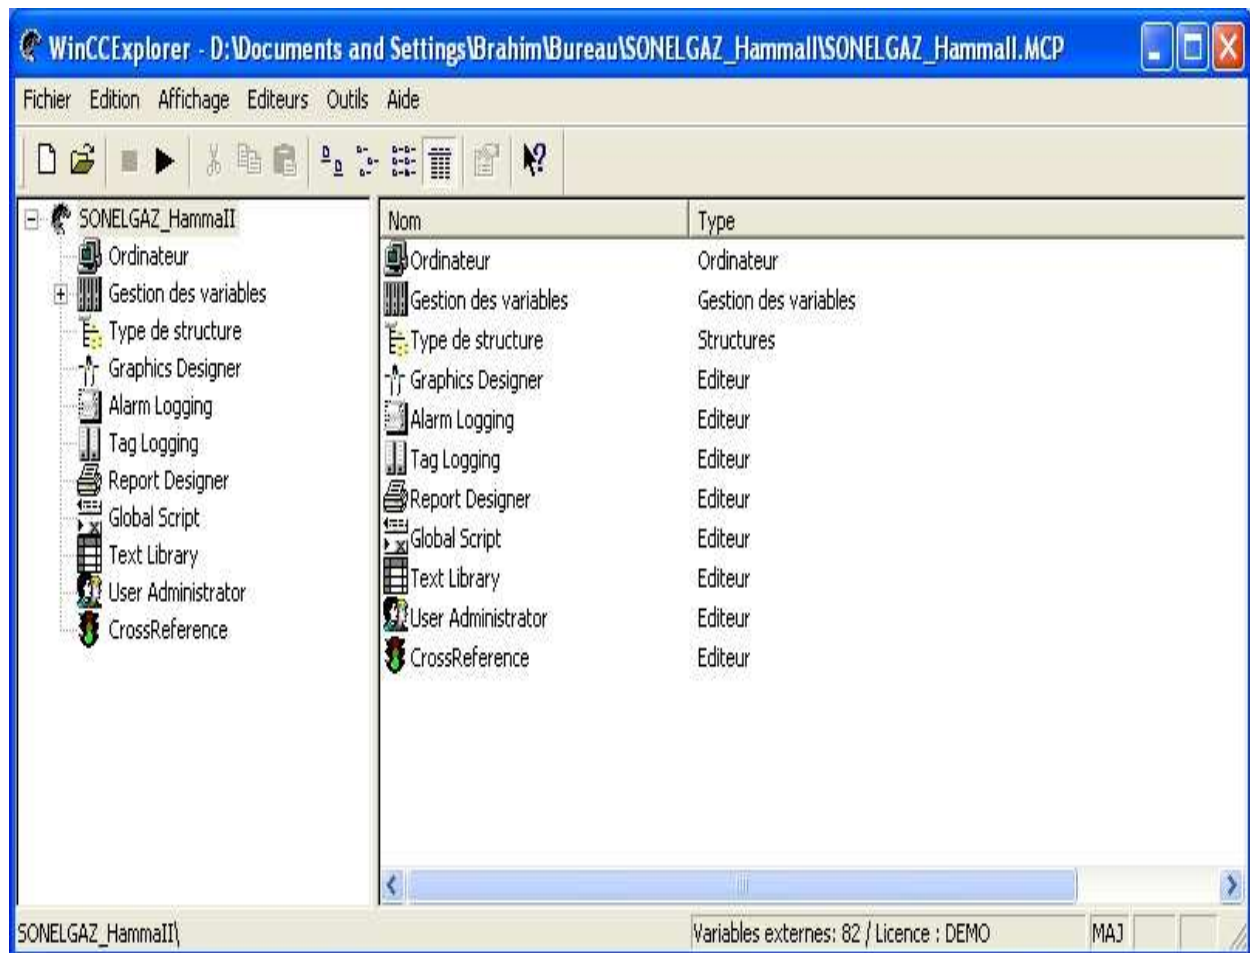 WinCCExplorer - D:\Documents and Settings\Brahim\Bureau\SONELGAZ_HammaII\SONELGAZ_HammaII.MCP
Fichier Edition Affichage Editeurs Outils Aide
SONELGAZ_HammaII
Ordinateur
Gestion des variables
Type de structure
Graphics Designer
Alarm Logging
Tag Logging
Report Designer
Global Script
Text Library
User Administrator
CrossReference
Nom Type
Ordinateur Ordinateur
Gestion des variables Gestion des variables
Type de structure Structures
Graphics Designer Editeur
Alarm Logging Editeur
Tag Logging Editeur
Report Designer Editeur
Global Script Editeur
Text Library Editeur
User Administrator Editeur
CrossReference Editeur
SONELGAZ_HammaII\ Variables externes: 82 / Licence : DEMO MAJ